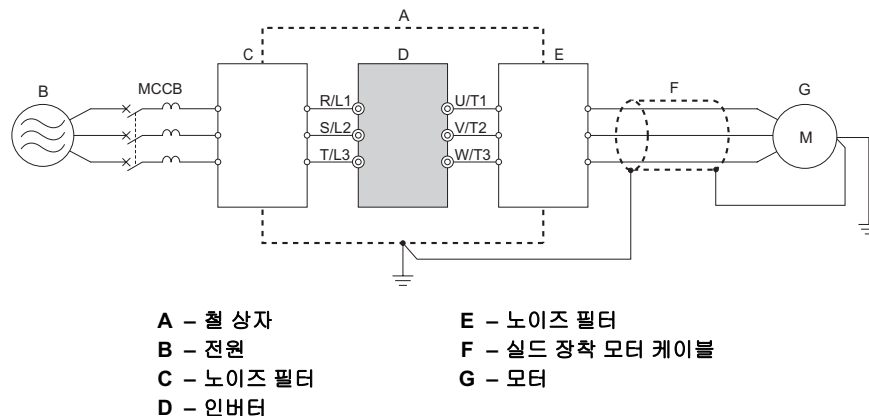 A
C
D
E
F
G
B
MCCB
R/L1
U/T1
S/L2
V/T2
M
T/L3
W/T3
A – 철 상자
B – 전원
C – 노이즈 필터
D – 인버터
E – 노이즈 필터
F – 실드 장착 모터 케이블
G – 모터